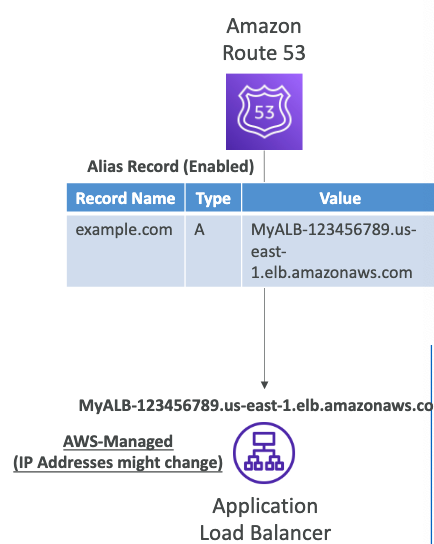 Amazon
Route 53
53
Alias Record (Enabled)
Record Name Type Value
example.com A MyALB-123456789.us-
east-
1.elb.amazonaws.com
MyALB-123456789.us-east-1.elb.amazonaws.co
AWS-Managed
(IP Addresses might change)
Application
Load Balancer